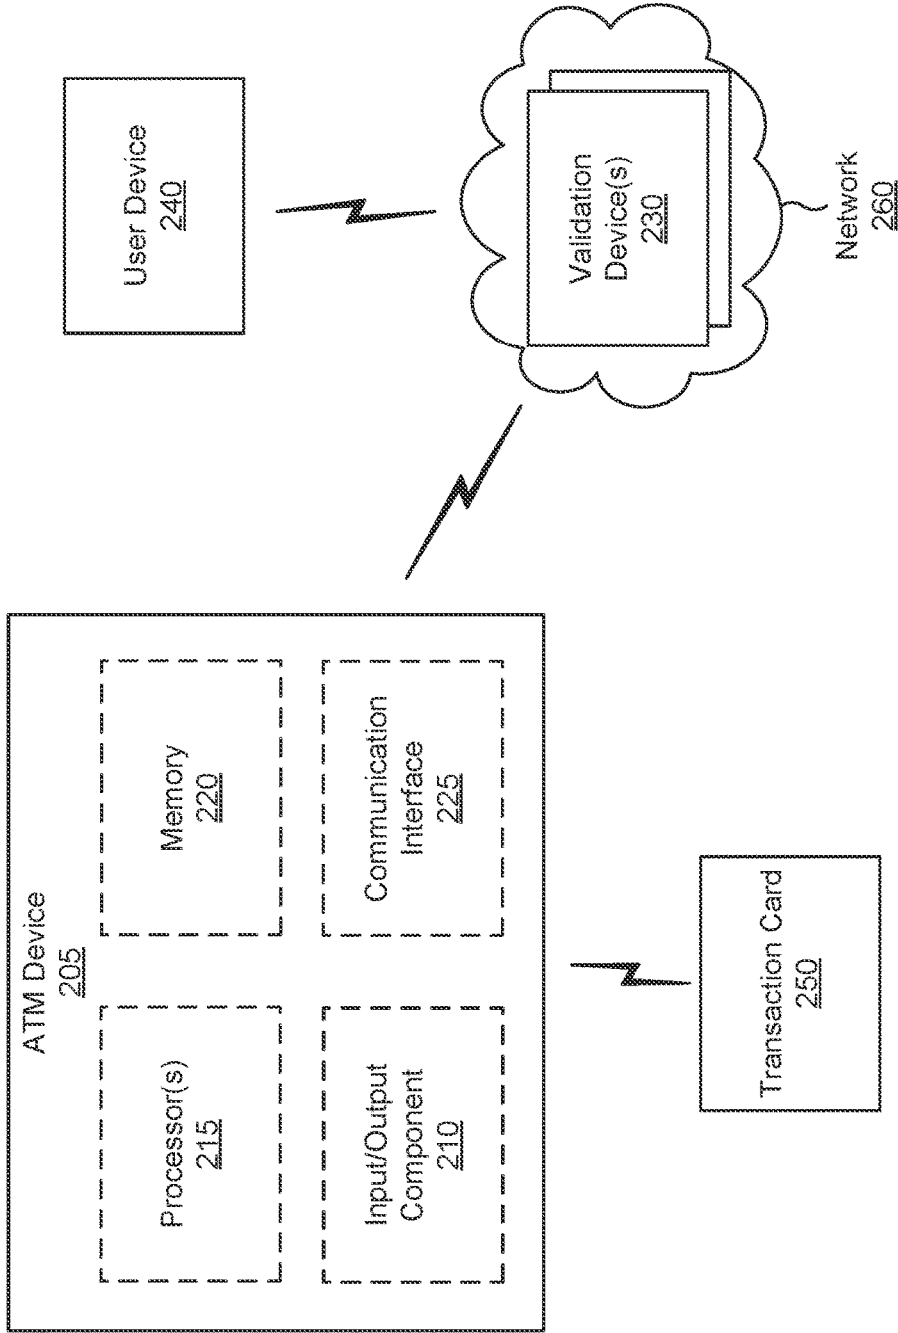 ATM Device
205
Processor(s)
215
Memory
220
Input/Output
Component
210
Communication
Interface
225
Transaction Card
250
User Device
240
Validation
Device(s)
230
Network
260